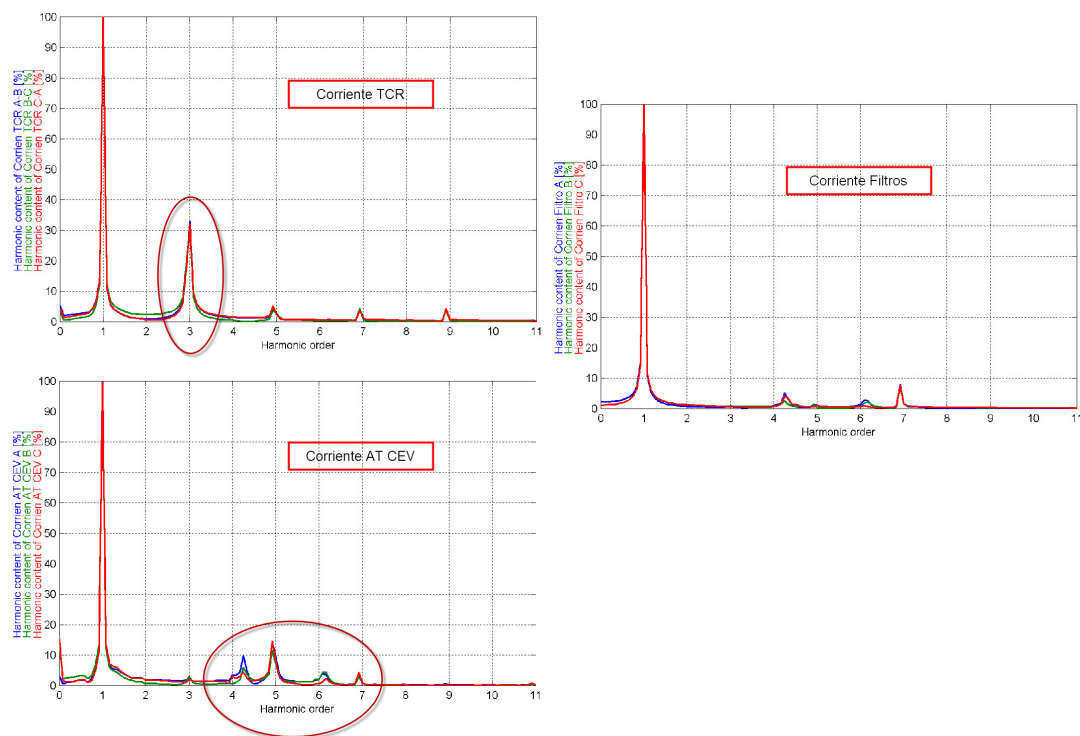 Harmonic content of Corrien TCR A-B [%]
Harmonic content of Corrien TCR B-C [%]
Harmonic content of Corrien TCR C-A [%]
100
90
80
70
60
50
40
30
20
10
0
Corriente TCR
0 1 2 3 4 5 6 7 8 9 10 11
Harmonic order
Harmonic content of Corrien AT CEV A [%]
Harmonic content of Corrien AT CEV B [%]
Harmonic content of Corrien AT CEV C [%]
100
90
80
70
60
50
40
30
20
10
0
Corriente AT CEV
0 1 2 3 4 5 6 7 8 9 10 11
Harmonic order
Harmonic content of Corrien Filtro A [%]
Harmonic content of Corrien Filtro B [%]
Harmonic content of Corrien Filtro C [%]
100
90
80
70
60
50
40
30
20
10
0
Corriente Filtros
0 1 2 3 4 5 6 7 8 9 10 11
Harmonic order